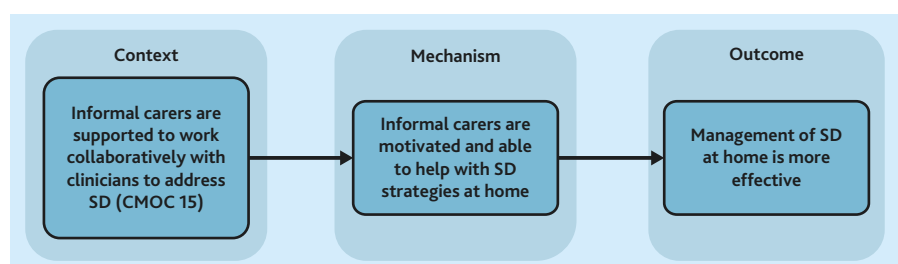 Context
Informal carers are
supported to work
collaboratively with
clinicians to address
SD (CMOC 15)
Mechanism
Informal carers are
motivated and able
to help with SD
strategies at home
Outcome
Management of SD
at home is more
effective